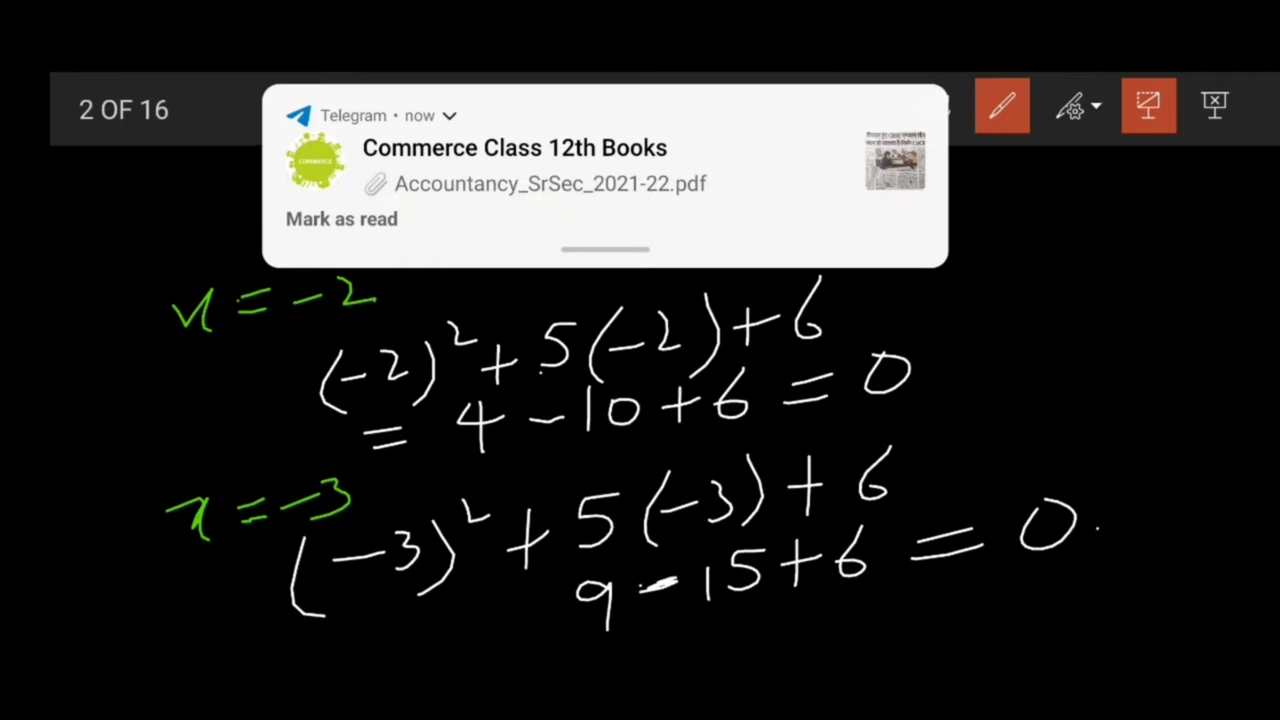 2 OF 16
Telegram • now
Commerce Class 12th Books
COMMERCE
Accountancy_SrSec_2021-22.pdf
Mark as read
x = -2
(-2)² + 5(-2) + 6
= 4 - 10 + 6 = 0
x = -3
(-3)² + 5(-3) + 6
9 - 15 + 6 = 0.